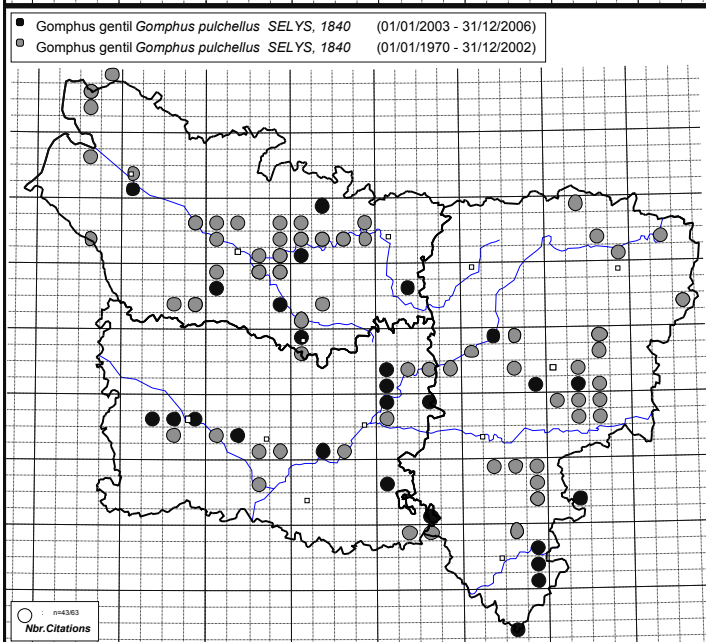 Gomphus gentil Gomphus pulchellus SELYS, 1840 (01/01/2003 - 31/12/2006)
Gomphus gentil Gomphus pulchellus SELYS, 1840 (01/01/1970 - 31/12/2002)
: n=43/63
Nbr.Citations